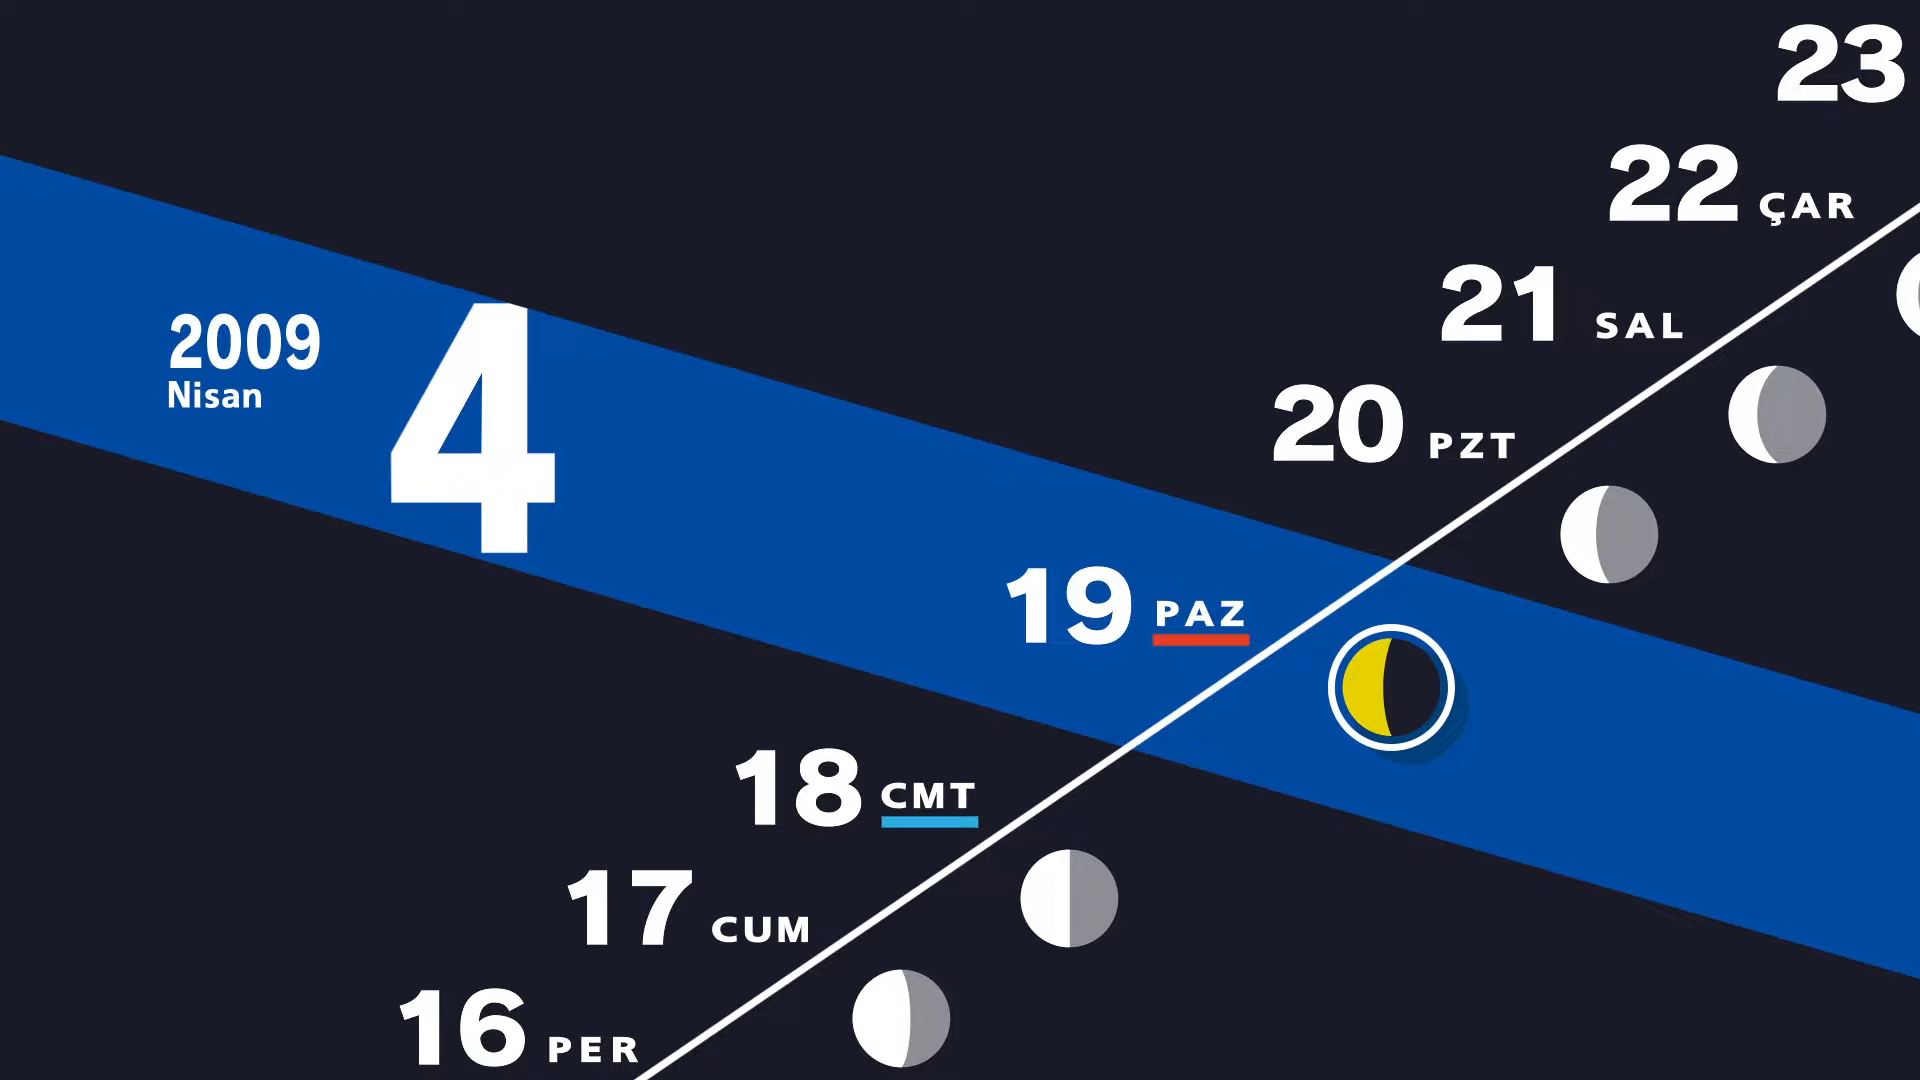 23
22 ÇAR
21 SAL
20 PZT
2009
Nisan
4
19 PAZ
18 CMT
17 CUM
16 PER